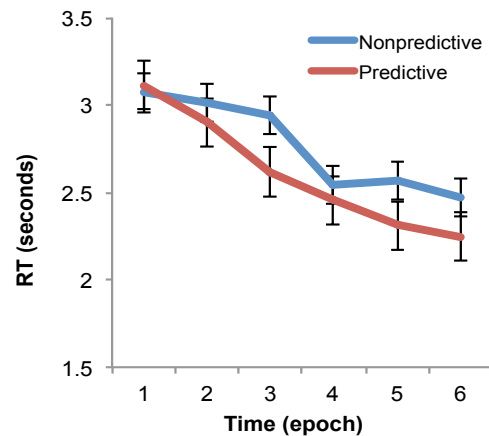 3.5
Nonpredictive
Predictive
3
2.5
2
1.5
RT (seconds)
1 2 3 4 5 6
Time (epoch)